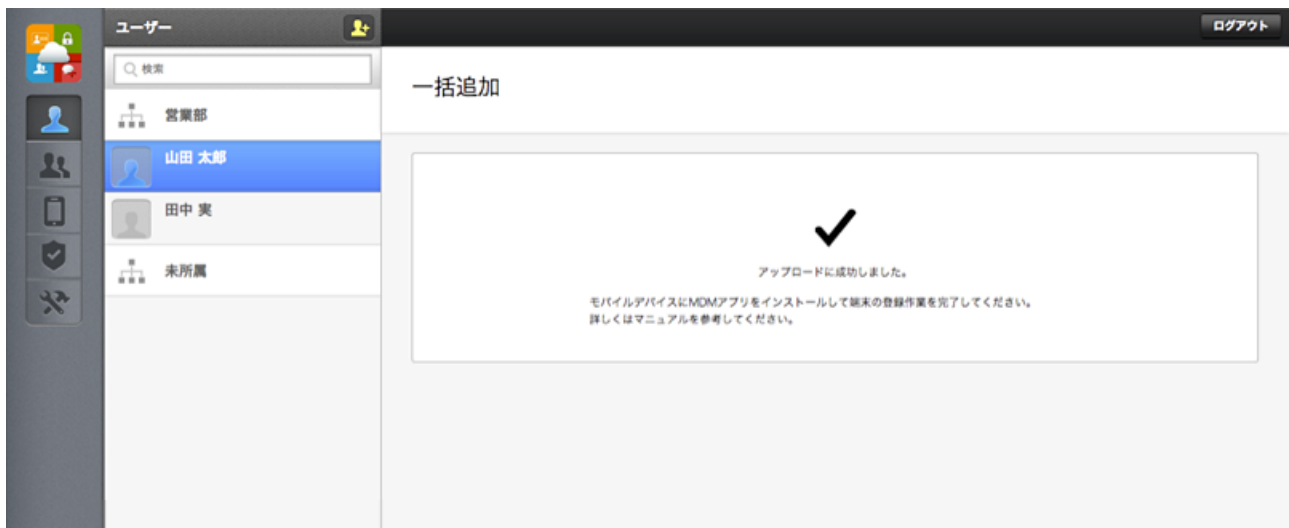 ユーザー
ログアウト
検索
一括追加
営業部
山田 太郎
田中 実
未所属
アップロードに成功しました。
モバイルデバイスにMDMアプリをインストールして端末の登録作業を完了してください。
詳しくはマニュアルを参考してください。